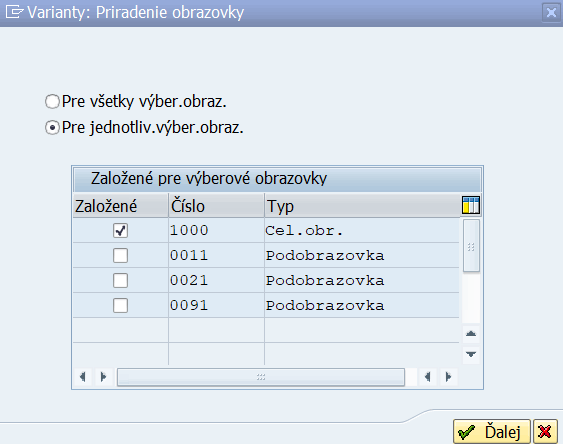 Varianty: Priradenie obrazovky
Pre všetky výber.obraz.
Pre jednotliv.výber.obraz.
Založené pre výberové obrazovky
Založené Číslo Typ
1000 Cel.obr.
0011 Podobrazovka
0021 Podobrazovka
0091 Podobrazovka
Ďalej